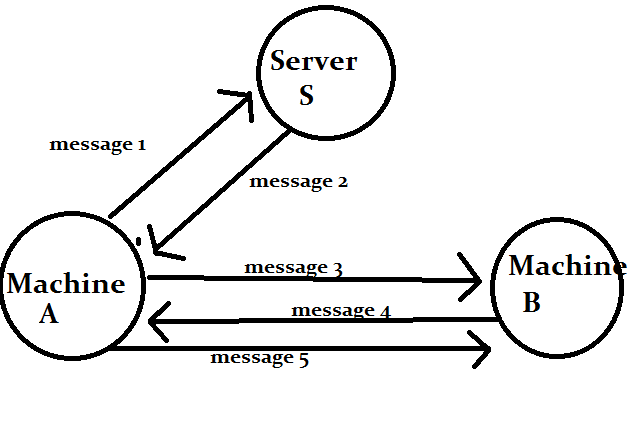 Server
S
message 1
message 2
Machine
A
message 3
Machine
B
message 4
message 5